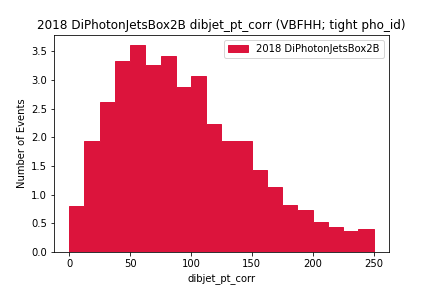 2018 DiPhotonJetsBox2B dibjet_pt_corr (VBFHH; tight pho_id)
2018 DiPhotonJetsBox2B
Number of Events
3.5
3.0
2.5
2.0
1.5
1.0
0.5
0.0
0 50 100 150 200 250
dibjet_pt_corr